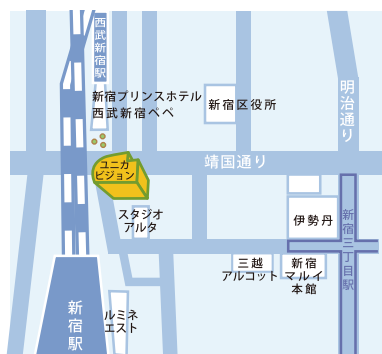 西武新宿駅
新宿プリンスホテル
西武新宿ペペ
新宿区役所
明治通り
靖国通り
ユニカ
ビジョン
スタジオ
アルタ
伊勢丹
新宿三丁目駅
三越
アルコット
新宿
マルイ
本館
新宿駅
ルミネ
エスト